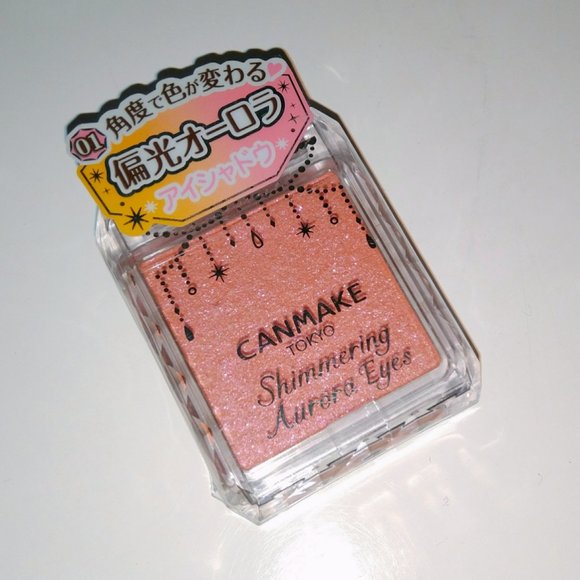 01
角度で色が変わる
偏光オーロラ
アイシャドウ
CANMAKE
TOKYO
Shimmering
Aurora Eyes